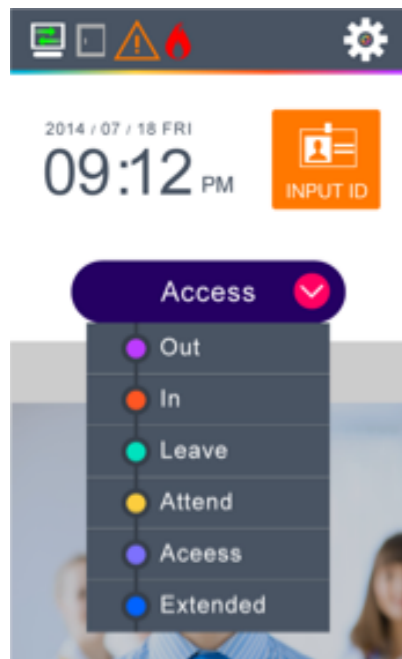 2014 / 07 / 18 FRI
09:12 PM
INPUT ID
Access
Out
In
Leave
Attend
Aceess
Extended